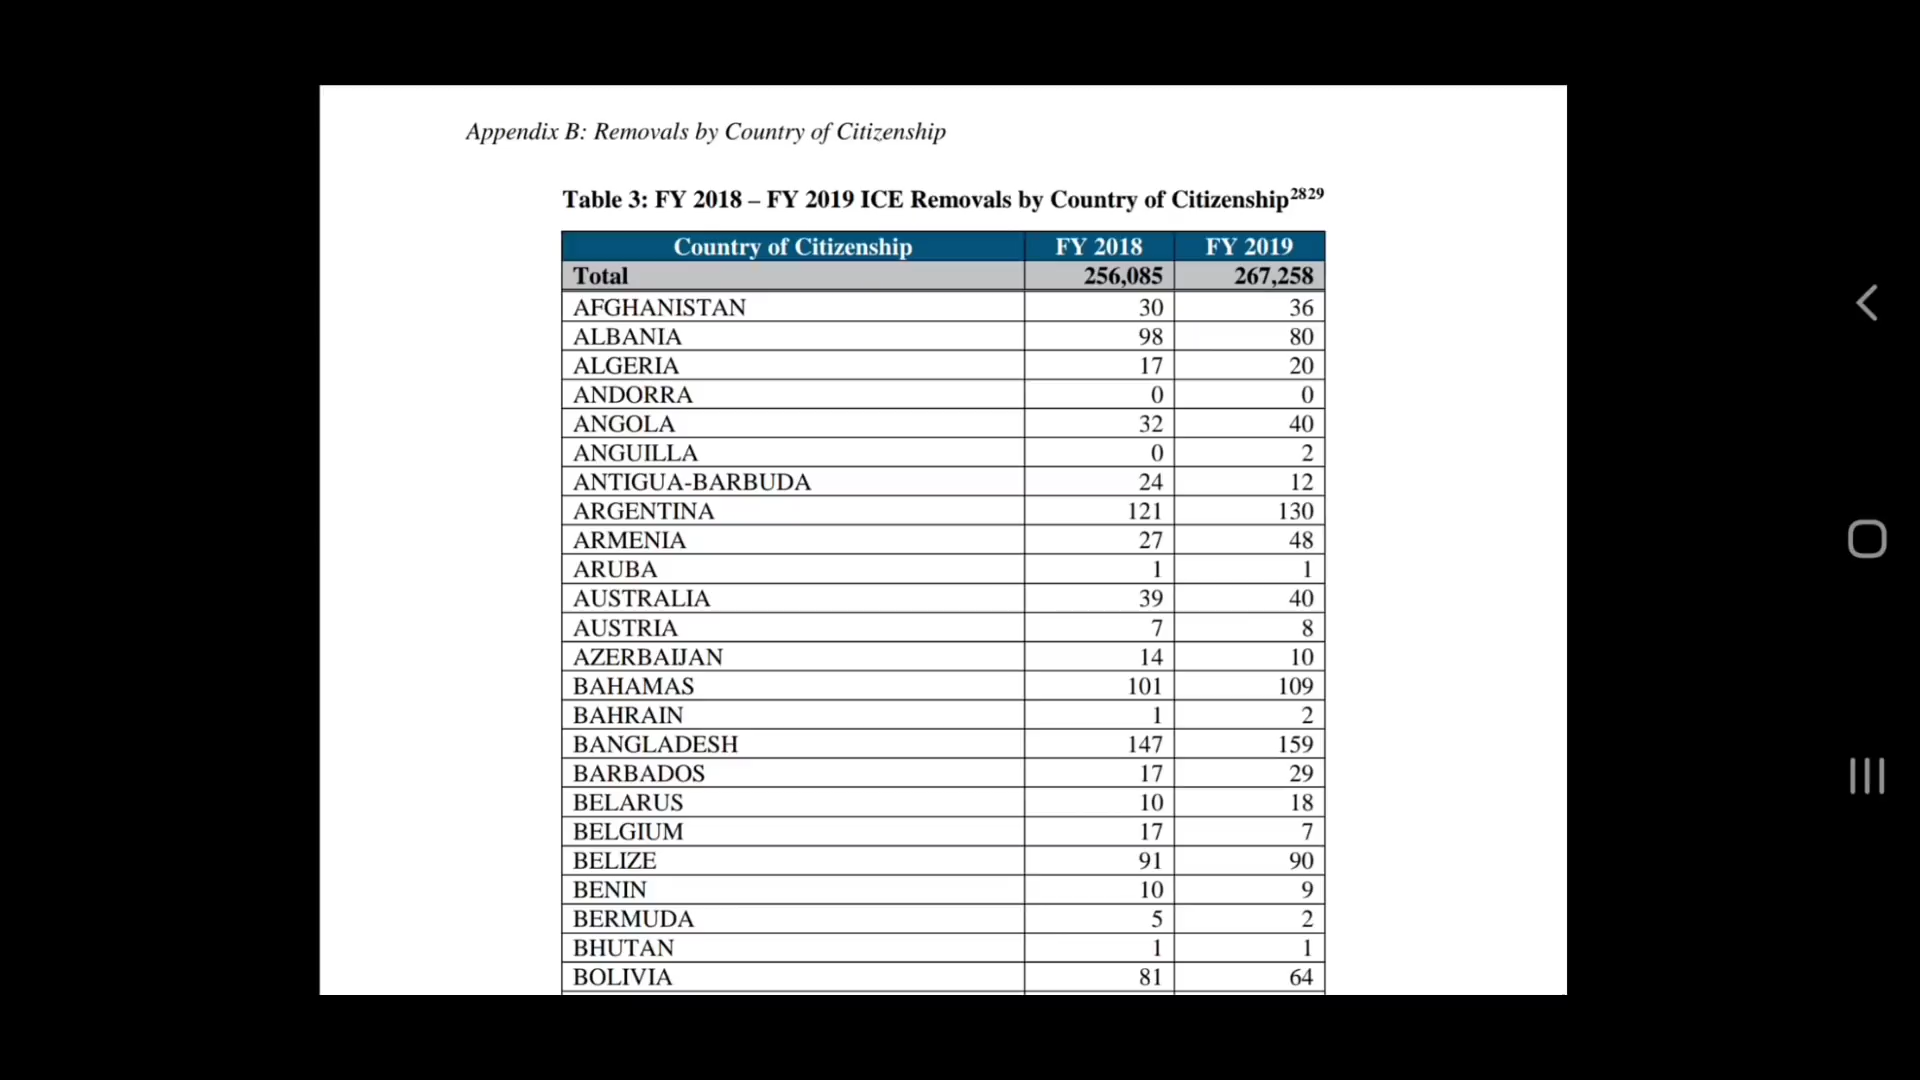 Appendix B: Removals by Country of Citizenship
Table 3: FY 2018 – FY 2019 ICE Removals by Country of Citizenship2829
Country of Citizenship FY 2018 FY 2019
Total 256,085 267,258
AFGHANISTAN 30 36
ALBANIA 98 80
ALGERIA 17 20
ANDORRA 0 0
ANGOLA 32 40
ANGUILLA 0 2
ANTIGUA-BARBUDA 24 12
ARGENTINA 121 130
ARMENIA 27 48
ARUBA 1 1
AUSTRALIA 39 40
AUSTRIA 7 8
AZERBAIJAN 14 10
BAHAMAS 101 109
BAHRAIN 1 2
BANGLADESH 147 159
BARBADOS 17 29
BELARUS 10 18
BELGIUM 17 7
BELIZE 91 90
BENIN 10 9
BERMUDA 5 2
BHUTAN 1 1
BOLIVIA 81 64